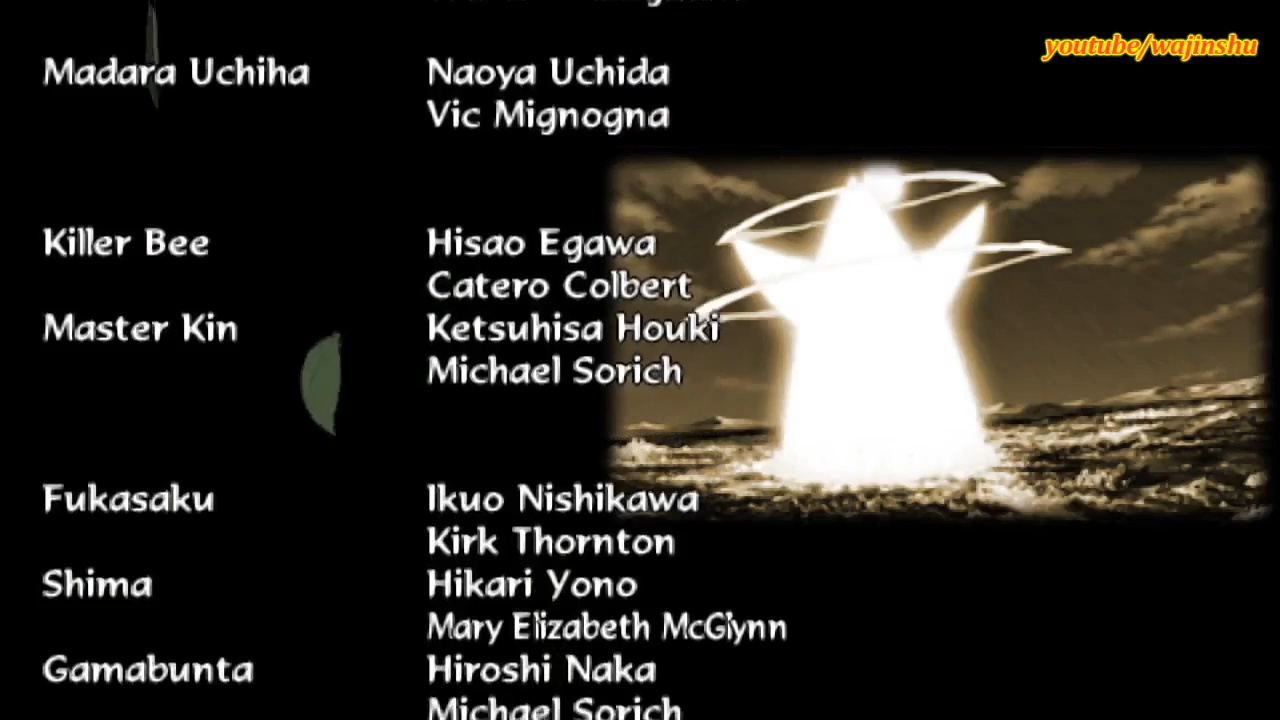 youtube/wajinshu
Madara Uchiha Naoya Uchida
Vic Mignogna
Killer Bee Hisao Egawa
Catero Colbert
Master Kin Ketsuhisa Houki
Michael Sorich
Fukasaku Ikuo Nishikawa
Kirk Thornton
Shima Hikari Yono
Mary Elizabeth McGlynn
Gamabunta Hiroshi Naka
Michael Sorich